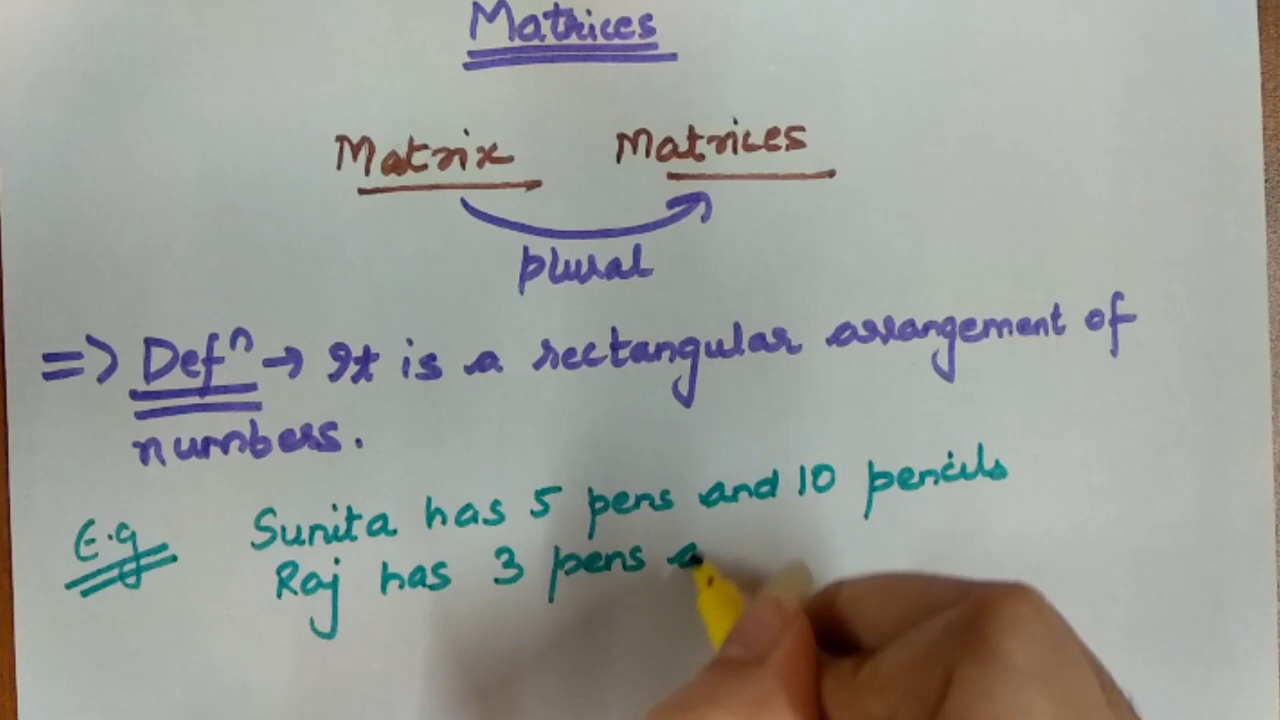 Matrices
Matrix Matrices
plural
=> Defⁿ → It is a rectangular arrangement of
numbers.
E.g Sunita has 5 pens and 10 pencils
Raj has 3 pens a